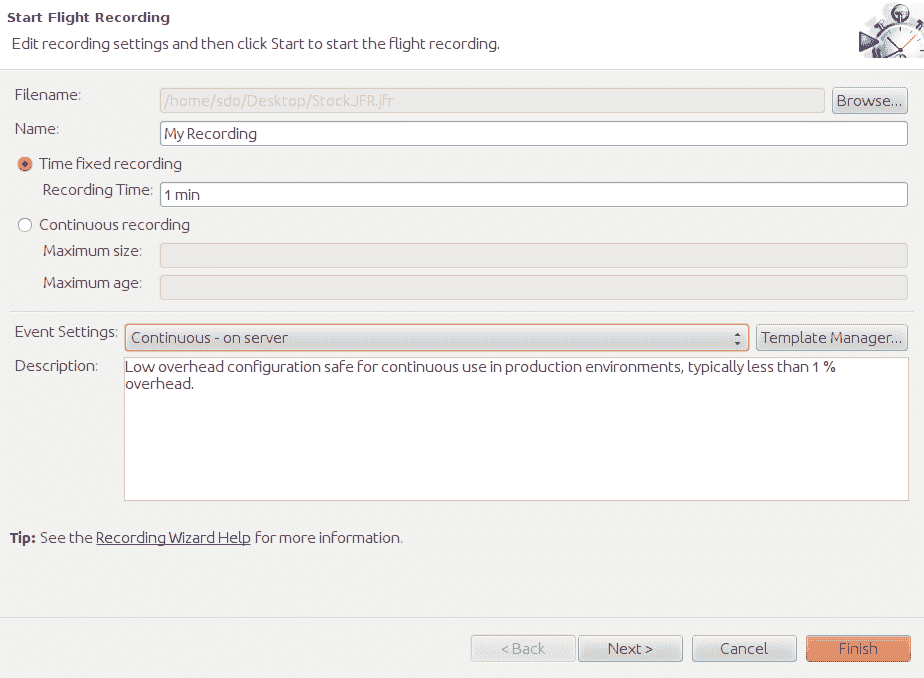 Start Flight Recording
Edit recording settings and then click Start to start the flight recording.
Filename: /home/sdo/Desktop/StockJFR.jfr Browse...
Name: My Recording
Time fixed recording
Recording Time: 1 min
Continuous recording
Maximum size:
Maximum age:
Event Settings: Continuous - on server Template Manager...
Description: Low overhead configuration safe for continuous use in production environments, typically less than 1 %
overhead.
Tip: See the Recording Wizard Help for more information.
< Back Next > Cancel Finish